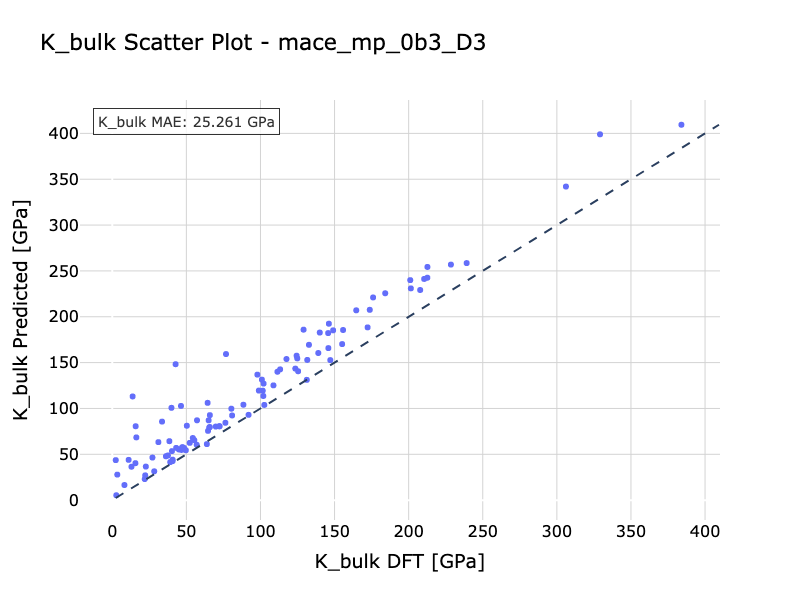 K_bulk Scatter Plot - mace_mp_0b3_D3
K_bulk MAE: 25.261 GPa
400
350
300
250
200
150
100
50
0
K_bulk Predicted [GPa]
0 50 100 150 200 250 300 350 400
K_bulk DFT [GPa]